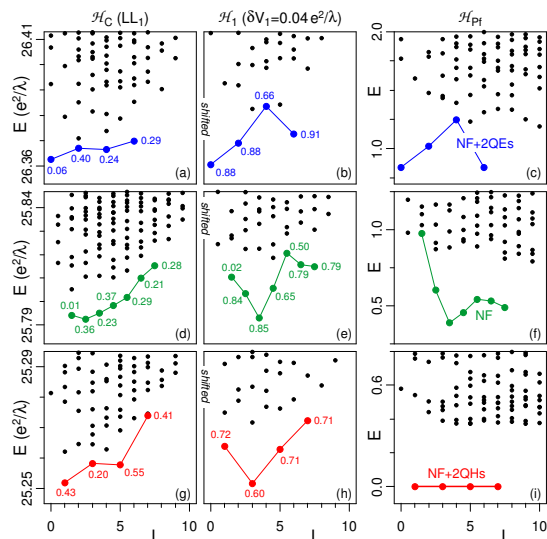 ℋ_C (LL₁) ℋ₁ (δV₁=0.04 e²/λ) ℋ_Pf
E (e²/λ) 26.41 26.36 0.06 0.40 0.24 0.29 (a)
shifted 0.88 0.88 0.66 0.91 (b)
E 2.0 1.0 NF+2QEs (c)
E (e²/λ) 25.84 25.79 0.01 0.36 0.23 0.37 0.29 0.21 0.28 (d)
shifted 0.02 0.84 0.85 0.65 0.50 0.79 0.79 (e)
E 1.0 0.5 NF (f)
E (e²/λ) 25.29 25.25 0.43 0.20 0.55 0.41 (g)
shifted 0.72 0.60 0.71 0.71 (h)
E 0.6 0.0 NF+2QHs (i)
0 5 10 0 5 10 0 5 10